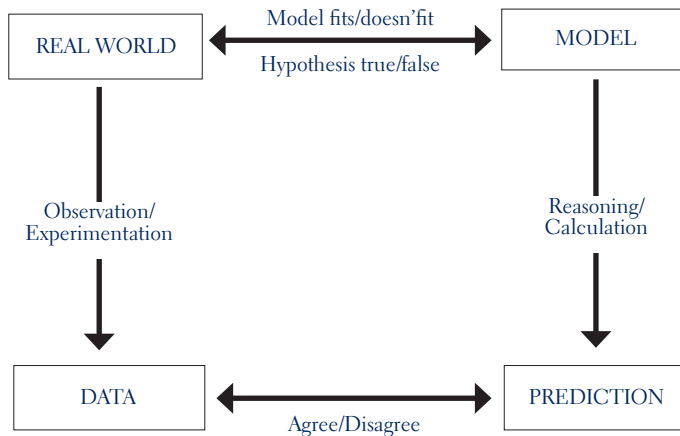 Model fits/doesn'fit
REAL WORLD
MODEL
Hypothesis true/false
Observation/
Experimentation
Reasoning/
Calculation
DATA
PREDICTION
Agree/Disagree